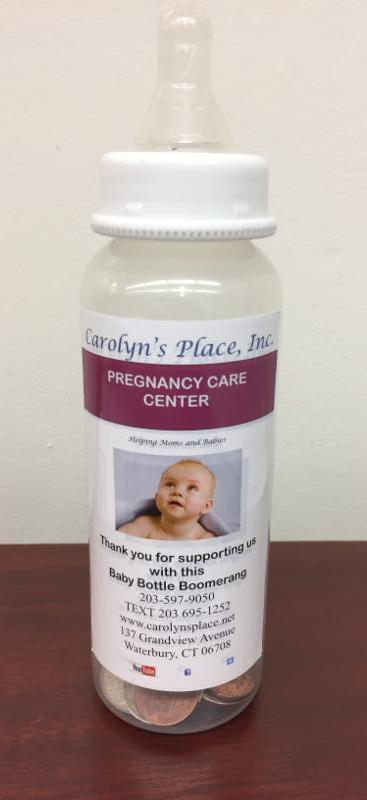 Carolyn's Place, Inc.
PREGNANCY CARE
CENTER
Helping Moms and Babies
Thank you for supporting us
with this
Baby Bottle Boomerang
203-597-9050
TEXT 203 695-1252
www.carolynsplace.net
137 Grandview Avenue
Waterbury, CT 06708
YouTube f